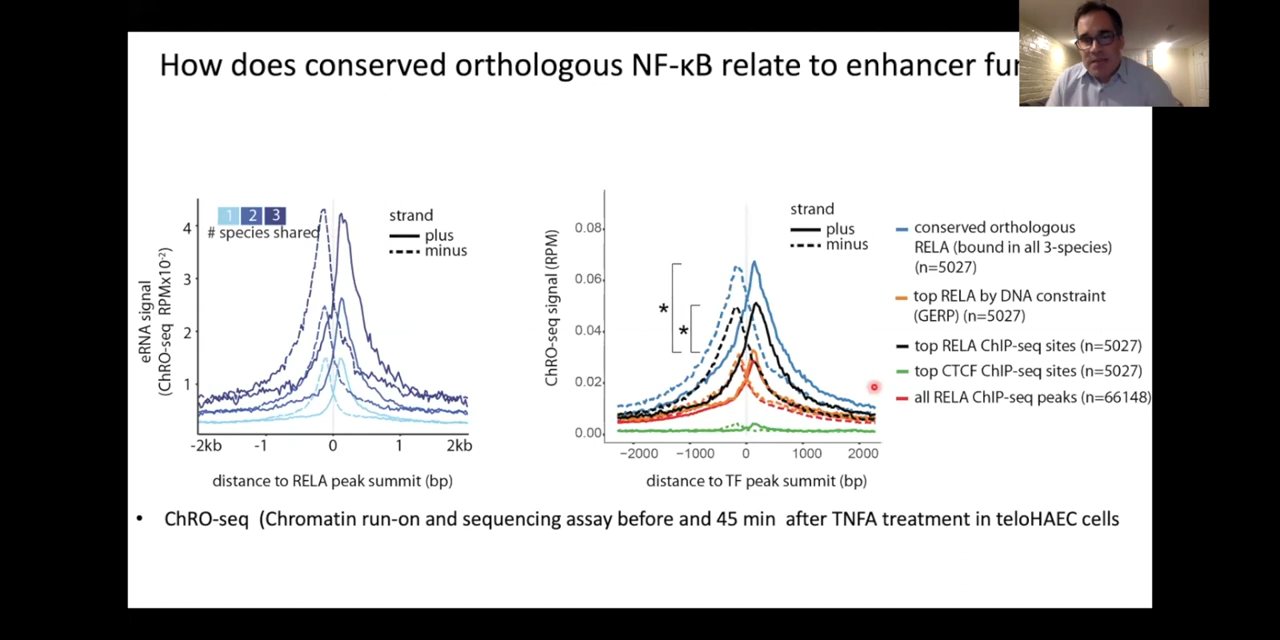 How does conserved orthologous NF-κB relate to enhancer fu
1 2 3
# species shared
strand
plus
minus
eRNA signal
(ChRO-seq RPMx10⁻²)
4
3
2
1
-2kb -1 0 1 2kb
distance to RELA peak summit (bp)
strand
plus
minus
ChRO-seq signal (RPM)
0.08
0.06
0.04
0.02
0.00
*
*
−2000 −1000 0 1000 2000
distance to TF peak summit (bp)
conserved orthologous
RELA (bound in all 3-species)
(n=5027)
top RELA by DNA constraint
(GERP) (n=5027)
top RELA ChIP-seq sites (n=5027)
top CTCF ChIP-seq sites (n=5027)
all RELA ChIP-seq peaks (n=66148)
• ChRO-seq (Chromatin run-on and sequencing assay before and 45 min after TNFA treatment in teloHAEC cells